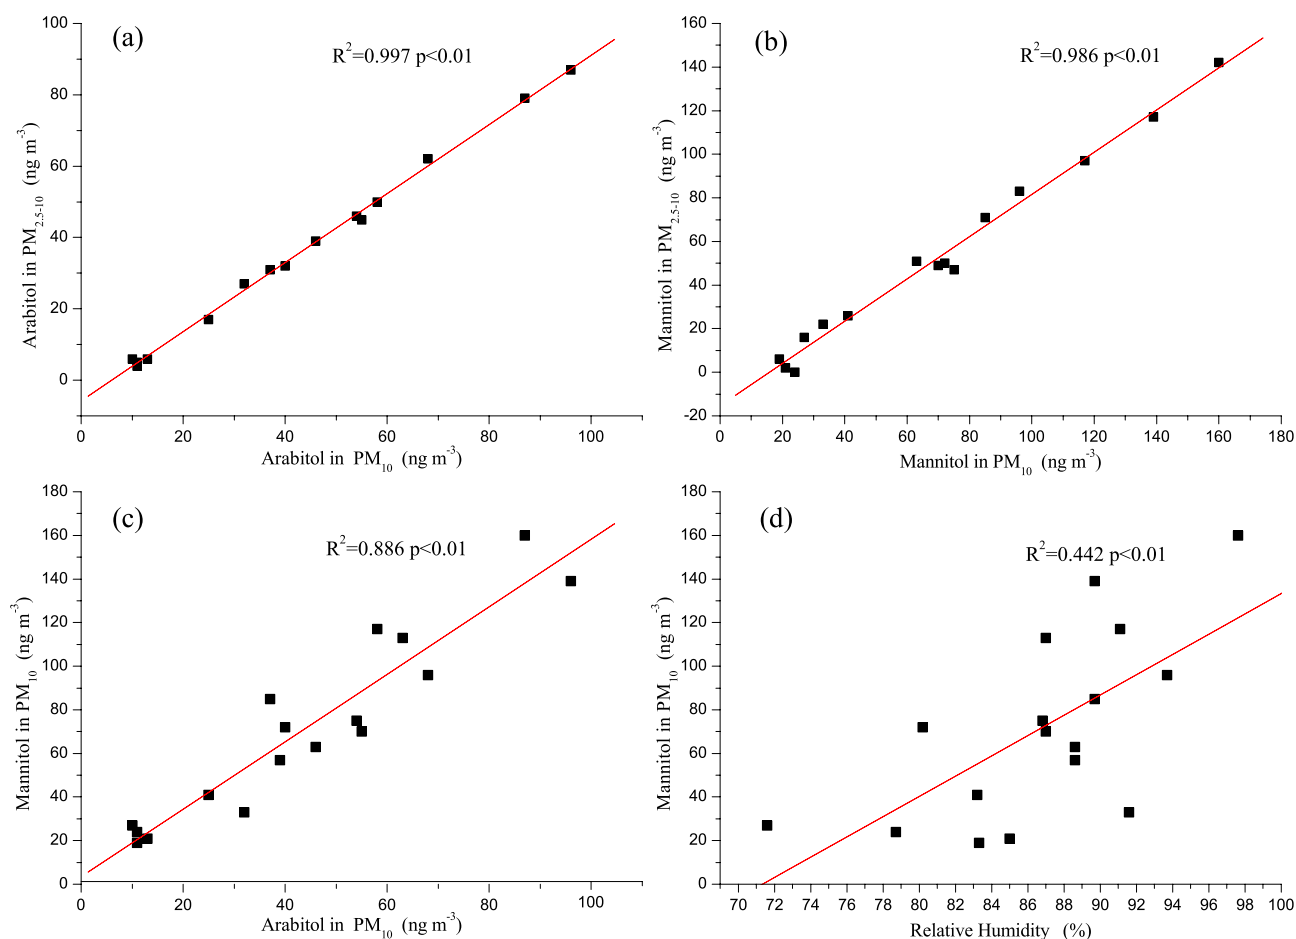 (a)
R²=0.997 p<0.01
100
80
60
40
20
0
Arabitol in PM₂.₅₋₁₀ (ng m⁻³)
0 20 40 60 80 100
Arabitol in PM₁₀ (ng m⁻³)
(b)
R²=0.986 p<0.01
160
140
120
100
80
60
40
20
0
-20
Mannitol in PM₂.₅₋₁₀ (ng m⁻³)
0 20 40 60 80 100 120 140 160 180
Mannitol in PM₁₀ (ng m⁻³)
(c)
R²=0.886 p<0.01
180
160
140
120
100
80
60
40
20
0
Mannitol in PM₁₀ (ng m⁻³)
0 20 40 60 80 100
Arabitol in PM₁₀ (ng m⁻³)
(d)
R²=0.442 p<0.01
180
160
140
120
100
80
60
40
20
0
Mannitol in PM₁₀ (ng m⁻³)
70 72 74 76 78 80 82 84 86 88 90 92 94 96 98 100
Relative Humidity (%)